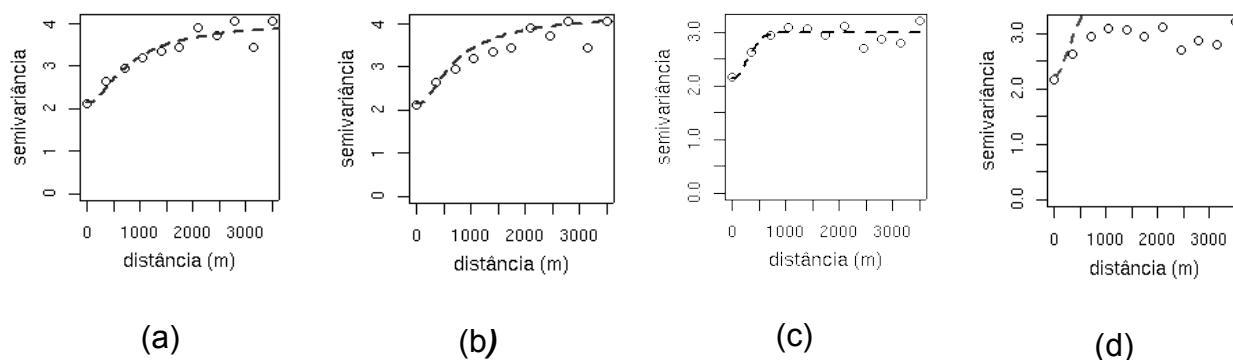 semivariância
0 1 2 3 4
0 1000 2000 3000
distância (m)
(a)
semivariância
0 1 2 3 4
0 1000 2000 3000
distância (m)
(b)
semivariância
0.0 1.0 2.0 3.0
0 1000 2000 3000
distância (m)
(c)
semivariância
0.0 1.0 2.0 3.0
0 1000 2000 3000
distância (m)
(d)